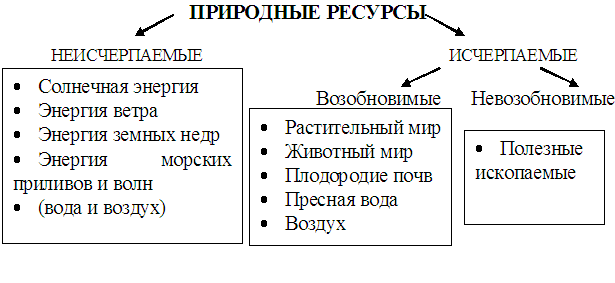 ПРИРОДНЫЕ РЕСУРСЫ
НЕИСЧЕРПАЕМЫЕ
• Солнечная энергия
• Энергия ветра
• Энергия земных недр
• Энергия морских
приливов и волн
• (вода и воздух)
ИСЧЕРПАЕМЫЕ
Возобновимые
• Растительный мир
• Животный мир
• Плодородие почв
• Пресная вода
• Воздух
Невозобновимые
• Полезные
ископаемые